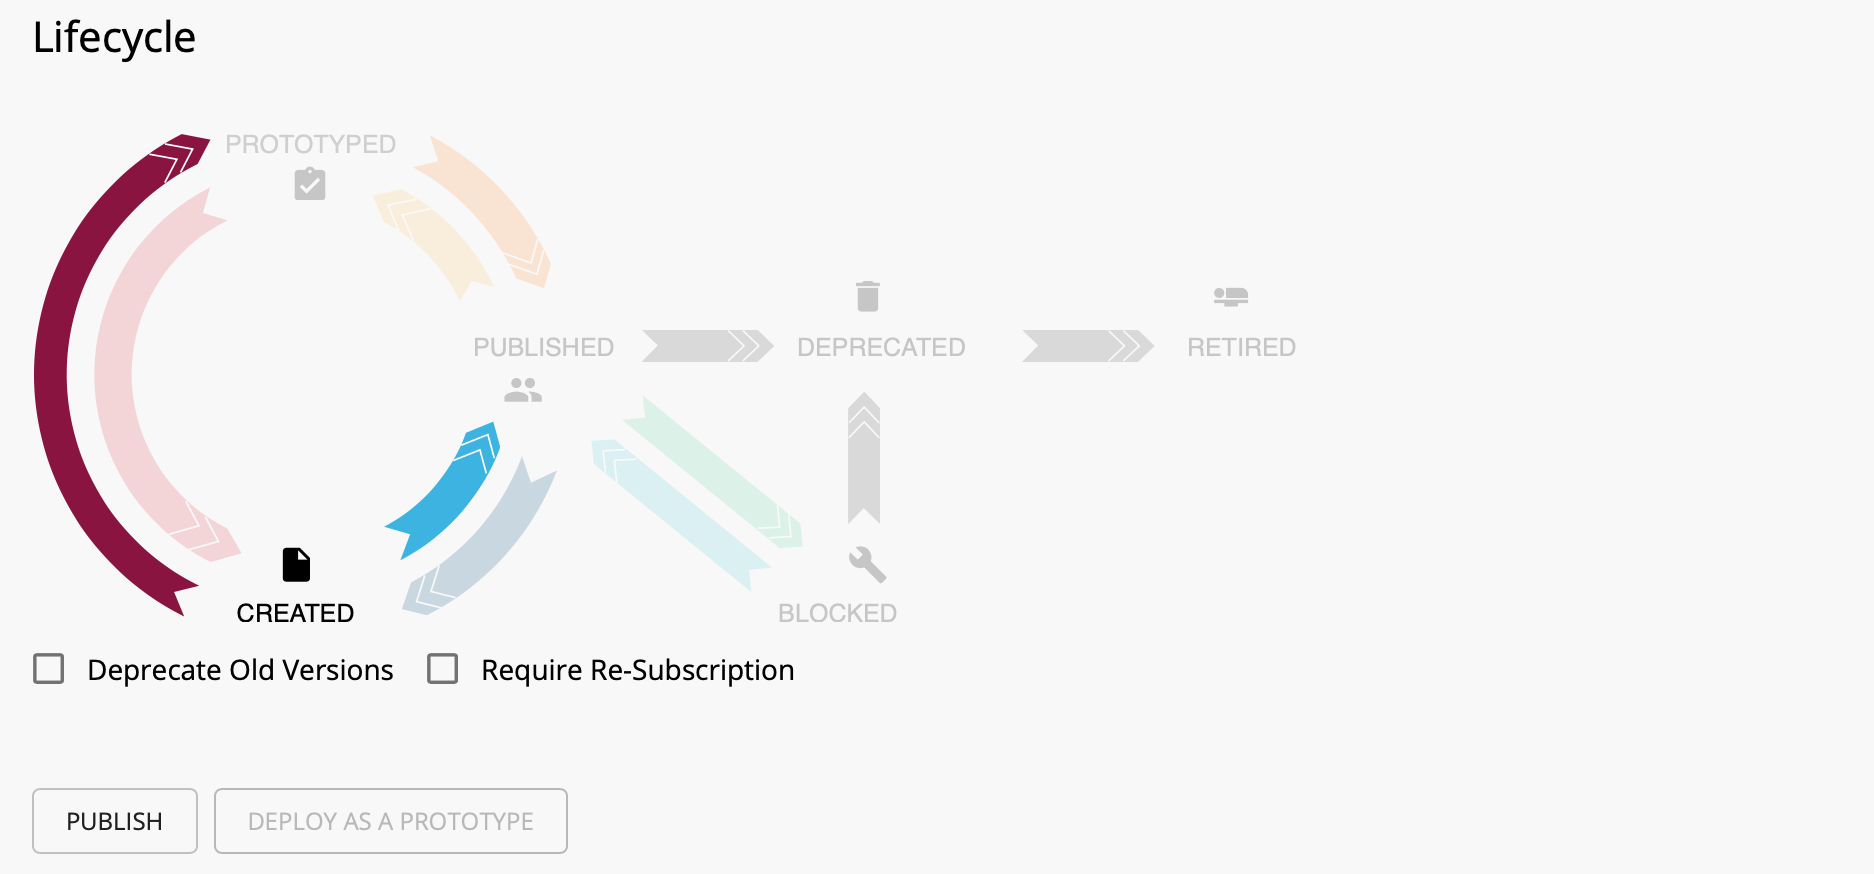 Lifecycle
PROTOTYPED
PUBLISHED
DEPRECATED
RETIRED
CREATED
BLOCKED
Deprecate Old Versions
Require Re-Subscription
PUBLISH
DEPLOY AS A PROTOTYPE